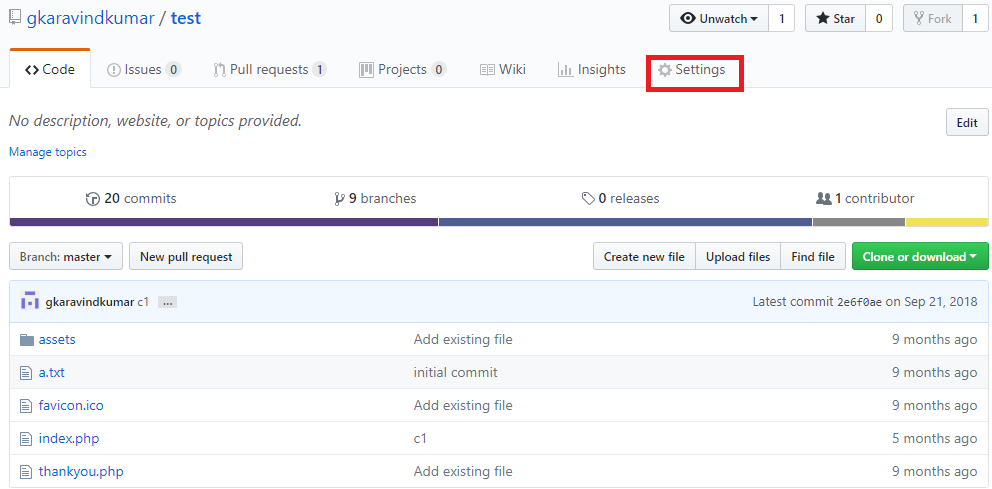 gkaravindkumar / test Unwatch 1 Star 0 Fork 1
Code Issues 0 Pull requests 1 Projects 0 Wiki Insights Settings
No description, website, or topics provided. Edit
Manage topics
20 commits 9 branches 0 releases 1 contributor
Branch: master New pull request Create new file Upload files Find file Clone or download
gkaravindkumar c1 ... Latest commit 2e6f0ae on Sep 21, 2018
assets Add existing file 9 months ago
a.txt initial commit 9 months ago
favicon.ico Add existing file 9 months ago
index.php c1 5 months ago
thankyou.php Add existing file 9 months ago